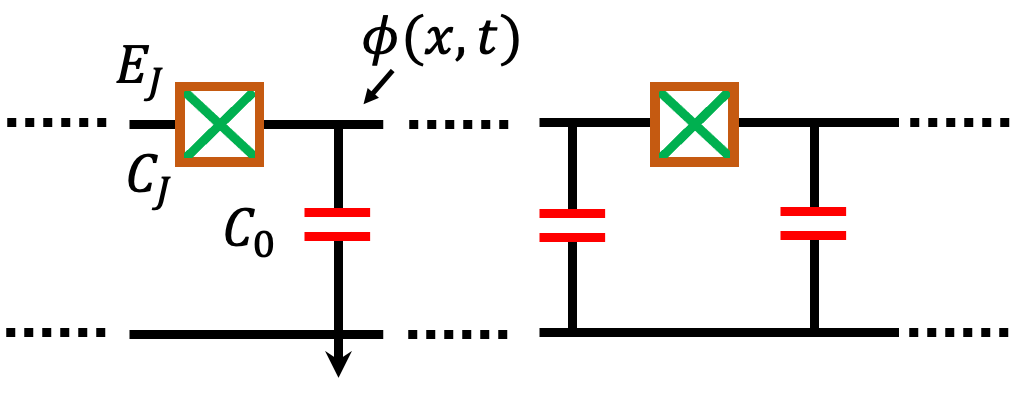 ϕ(x, t)
E_J
C_J
C_0